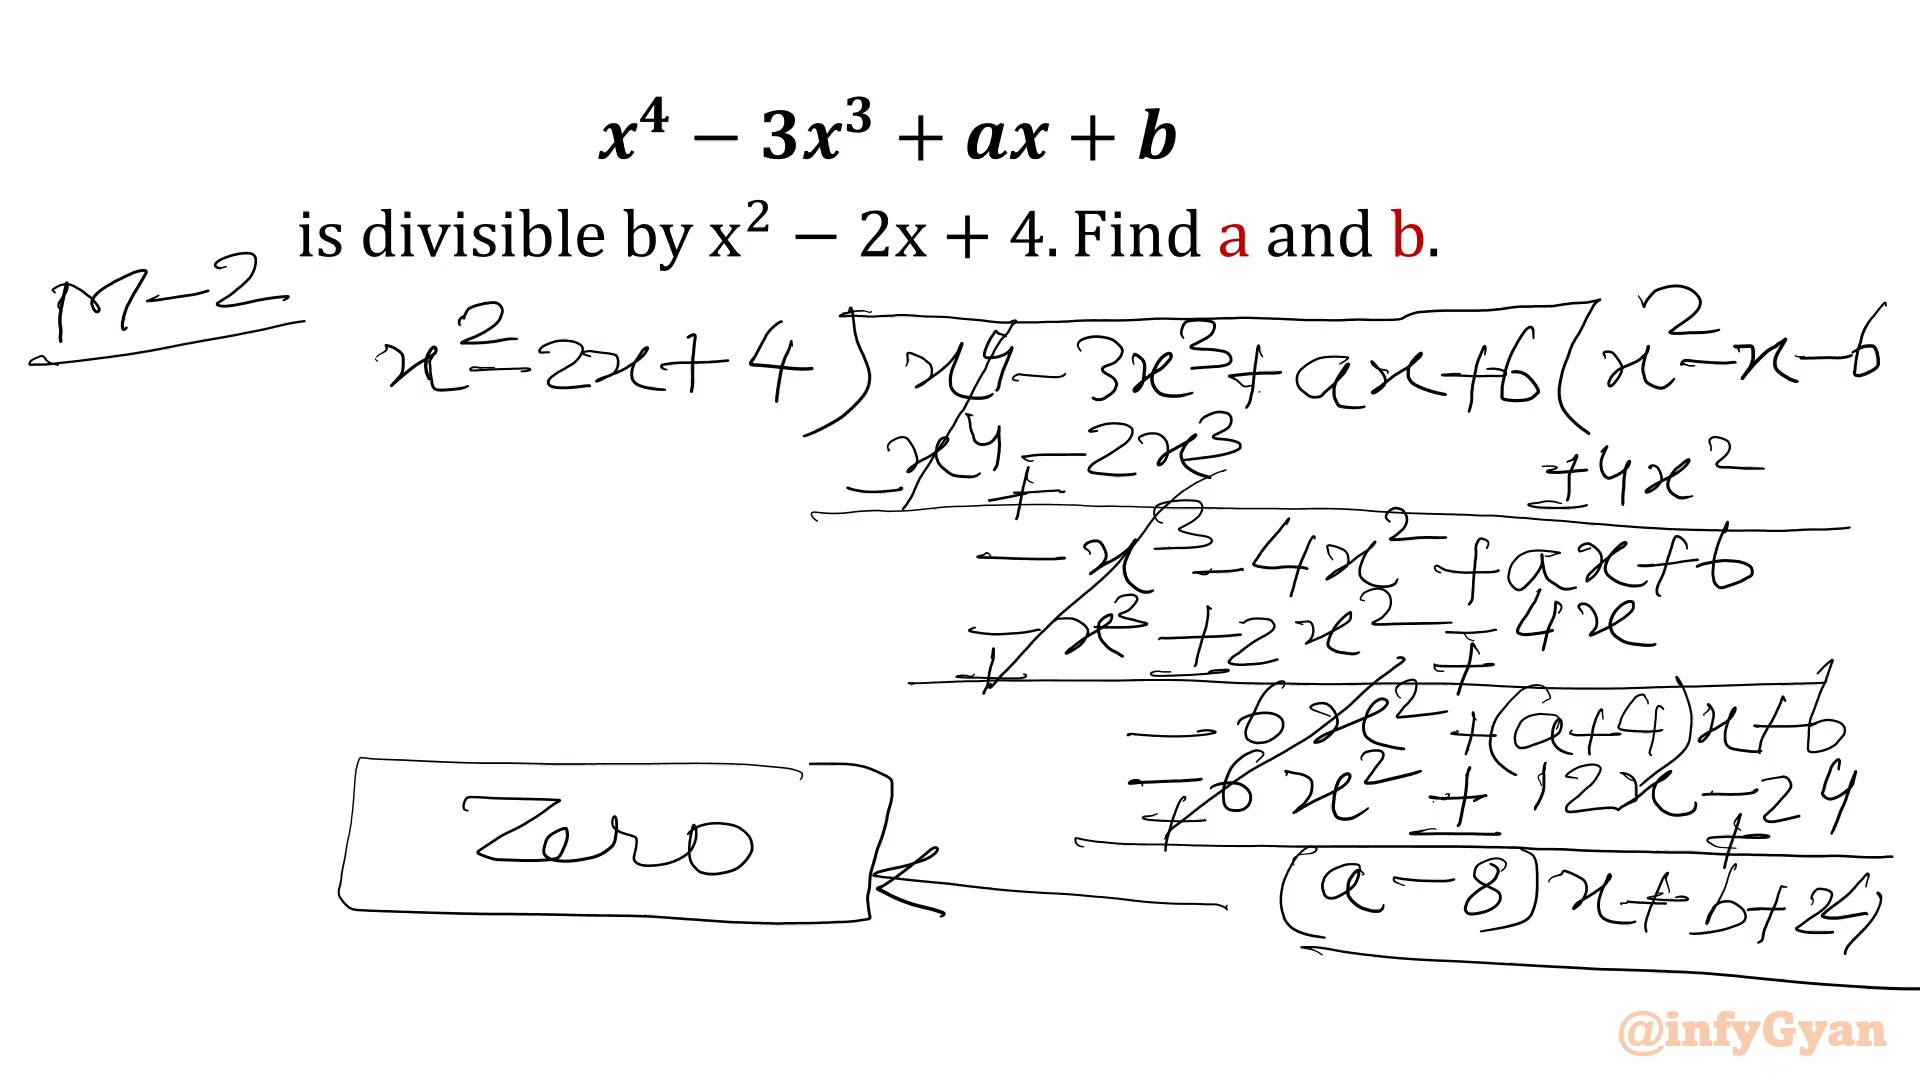 x⁴ − 3x³ + ax + b
is divisible by x² − 2x + 4. Find a and b.
M-2
x² - 2x + 4) x⁴ - 3x³ + ax + b (x² - x - 6
- x⁴ - 2x³ + 4x²
+ -
- x³ - 4x² + ax + b
- x³ + 2x² - 4x
+ - +
- 6x² + (a+4)x + b
- 6x² + 12x - 24
+ - +
(a - 8)x + b + 24
Zero
@infyGyan